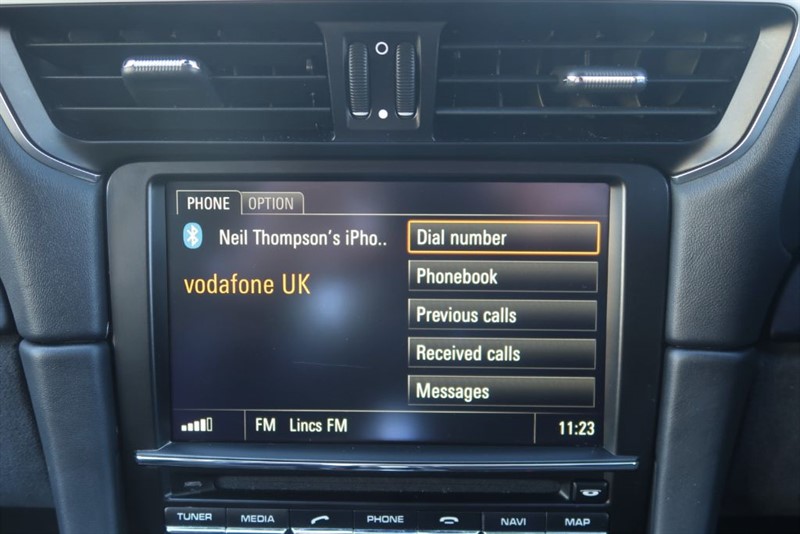 PHONE OPTION
Neil Thompson's iPho..
vodafone UK
Dial number
Phonebook
Previous calls
Received calls
Messages
FM Lincs FM 11:23
TUNER MEDIA PHONE NAVI MAP